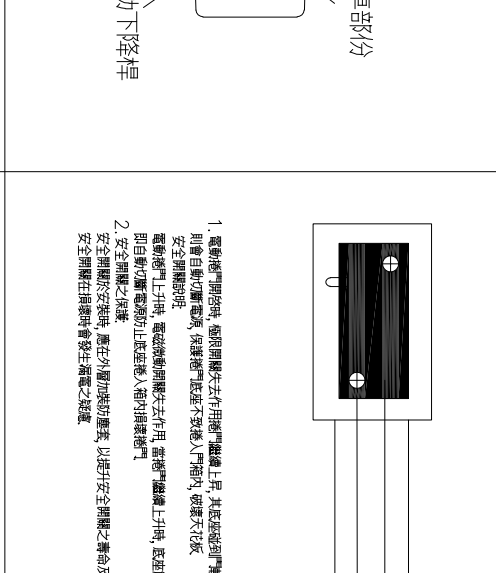 動下降桿
部份
1. 電動捲門開啓時, 極限開關失去作用捲門繼續上昇, 其底座碰到門
則會自動切斷電源, 保護捲門底座不致捲入門箱內, 破壞天花板
安全開關說明:
電動捲門上升時, 電磁微動開關失去作用, 當捲門繼續上升時, 底座
即自動切斷電源防止底座捲入箱內損壞捲門
2. 安全開關之保護:
安全開關於安裝時, 應在外層加裝防塵套, 以提升安全開關之壽命及
安全開關在損壞時會發生漏電之疑慮.